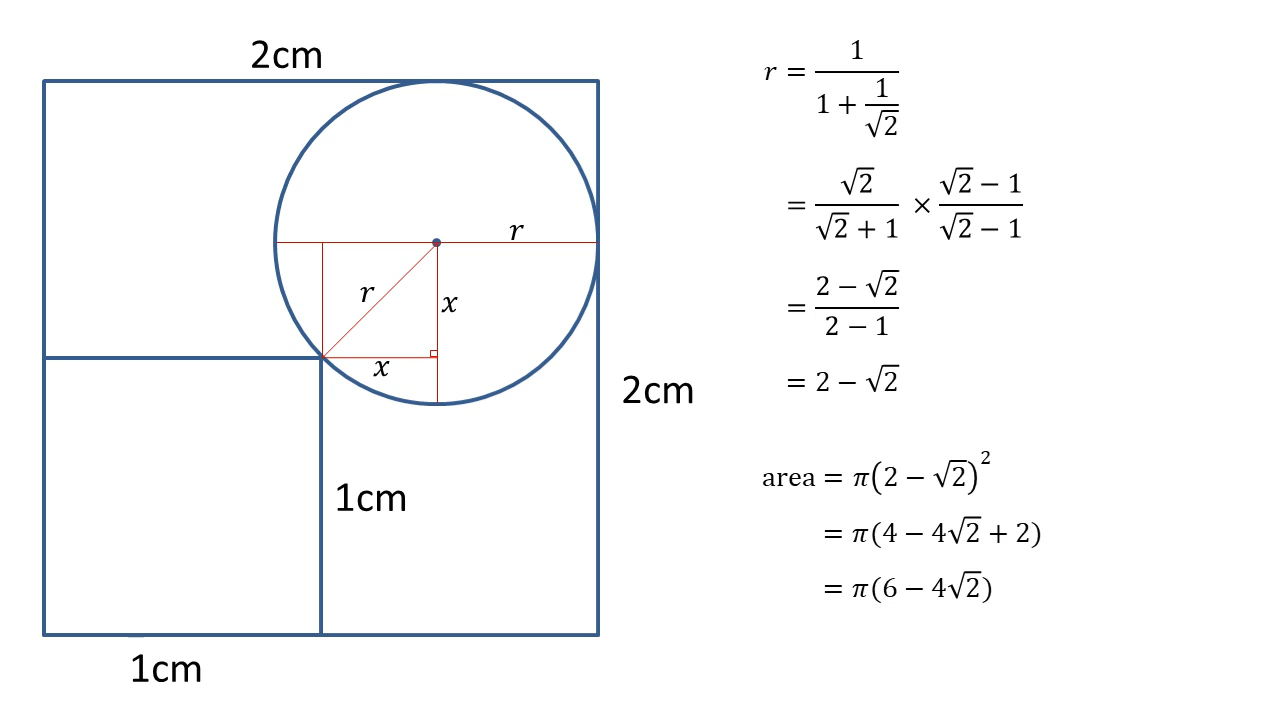 2cm
r
r
x
x
2cm
1cm
1cm
r = 1/(1 + 1/√2)
= √2/(√2 + 1) × (√2 − 1)/(√2 − 1)
= (2 − √2)/(2 − 1)
= 2 − √2
area = π(2 − √2)²
= π(4 − 4√2 + 2)
= π(6 − 4√2)